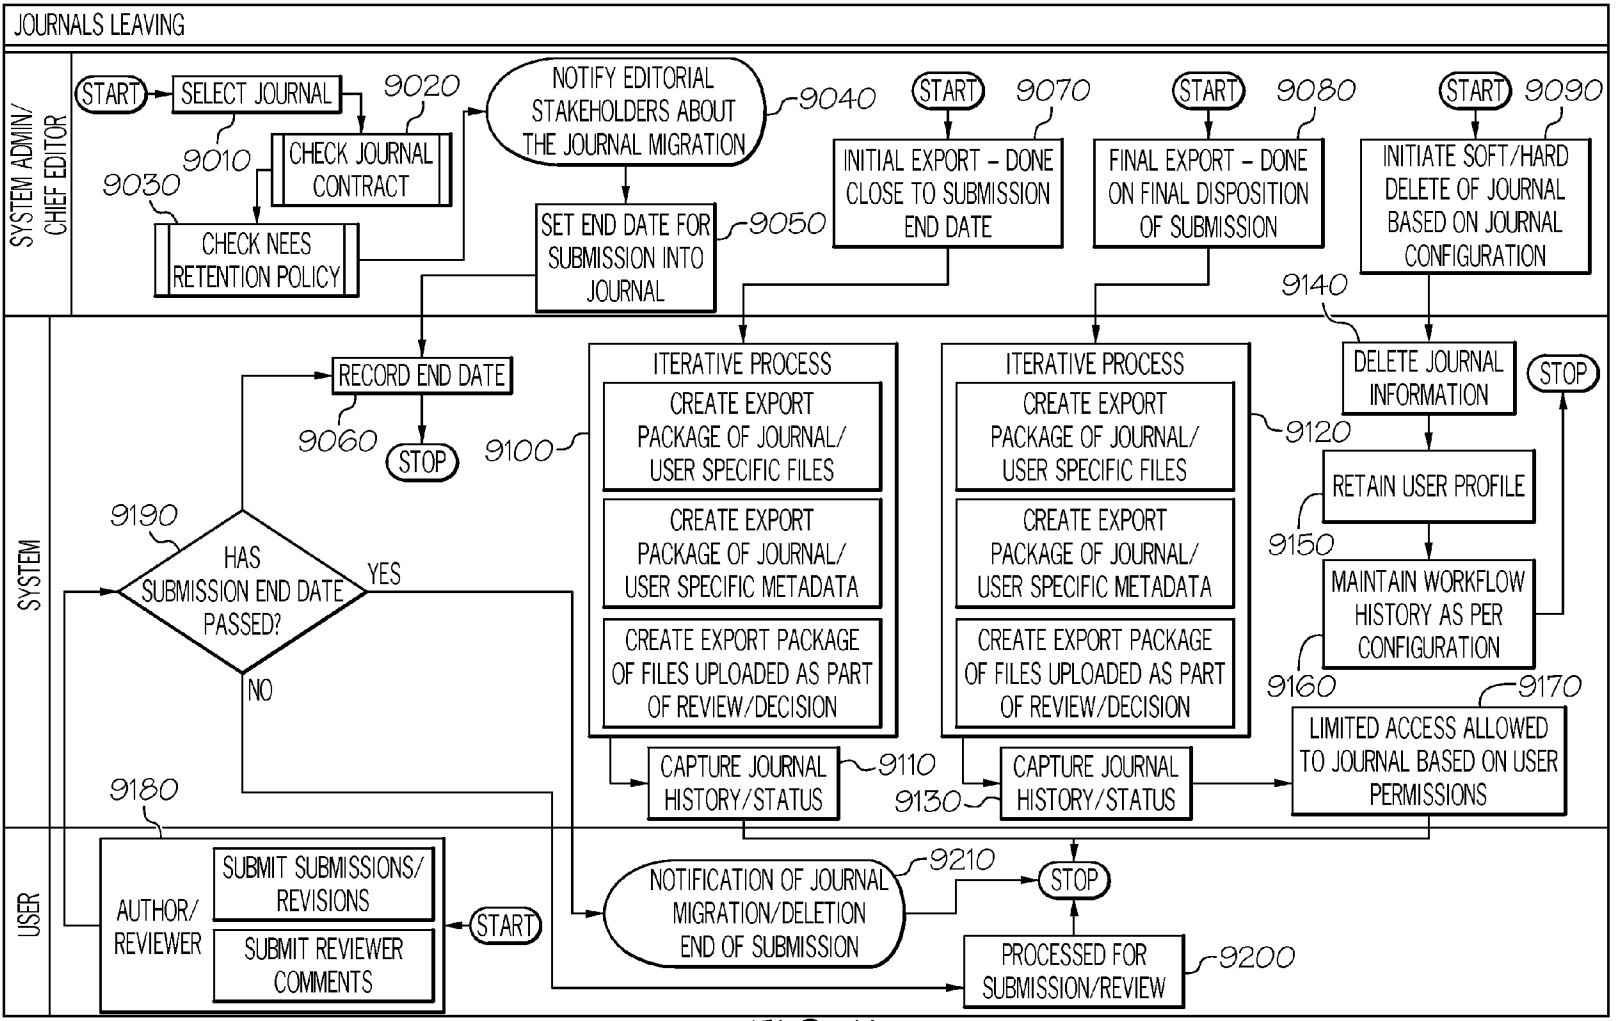 JOURNALS LEAVING
SYSTEM ADMIN/
CHIEF EDITOR
START
SELECT JOURNAL
9010
9020
CHECK JOURNAL
CONTRACT
9030
CHECK NEES
RETENTION POLICY
NOTIFY EDITORIAL
STAKEHOLDERS ABOUT
THE JOURNAL MIGRATION
9040
SET END DATE FOR
SUBMISSION INTO
JOURNAL
9050
START
9070
INITIAL EXPORT – DONE
CLOSE TO SUBMISSION
END DATE
START
9080
FINAL EXPORT – DONE
ON FINAL DISPOSITION
OF SUBMISSION
START
9090
INITIATE SOFT/HARD
DELETE OF JOURNAL
BASED ON JOURNAL
CONFIGURATION
SYSTEM
RECORD END DATE
9060
STOP
9190
HAS
SUBMISSION END DATE
PASSED?
YES
NO
9100
ITERATIVE PROCESS
CREATE EXPORT
PACKAGE OF JOURNAL/
USER SPECIFIC FILES
CREATE EXPORT
PACKAGE OF JOURNAL/
USER SPECIFIC METADATA
CREATE EXPORT PACKAGE
OF FILES UPLOADED AS PART
OF REVIEW/DECISION
CAPTURE JOURNAL
HISTORY/STATUS
9110
ITERATIVE PROCESS
9120
CREATE EXPORT
PACKAGE OF JOURNAL/
USER SPECIFIC FILES
CREATE EXPORT
PACKAGE OF JOURNAL/
USER SPECIFIC METADATA
CREATE EXPORT PACKAGE
OF FILES UPLOADED AS PART
OF REVIEW/DECISION
CAPTURE JOURNAL
HISTORY/STATUS
9130
9140
DELETE JOURNAL
INFORMATION
STOP
RETAIN USER PROFILE
9150
MAINTAIN WORKFLOW
HISTORY AS PER
CONFIGURATION
9160
9170
LIMITED ACCESS ALLOWED
TO JOURNAL BASED ON USER
PERMISSIONS
USER
9180
AUTHOR/
REVIEWER
SUBMIT SUBMISSIONS/
REVISIONS
SUBMIT REVIEWER
COMMENTS
START
NOTIFICATION OF JOURNAL
MIGRATION/DELETION
END OF SUBMISSION
9210
STOP
PROCESSED FOR
SUBMISSION/REVIEW
9200